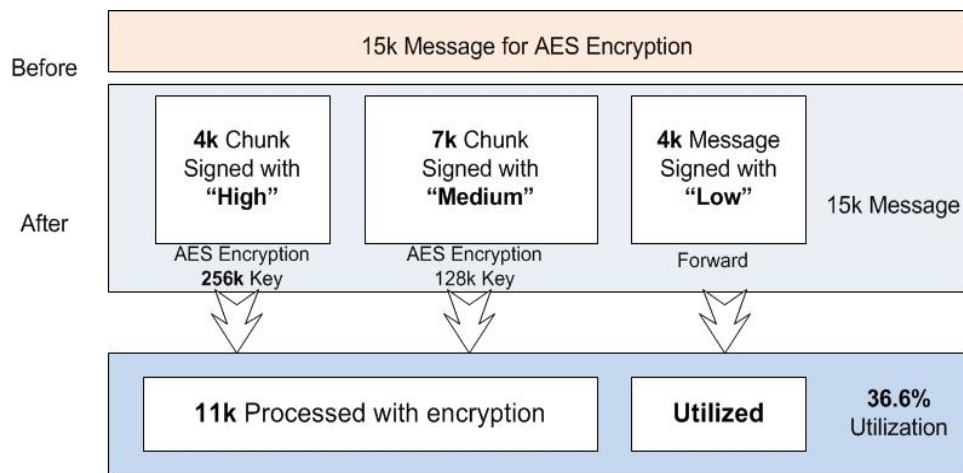 15k Message for AES Encryption
Before
4k Chunk
Signed with
“High”
7k Chunk
Signed with
“Medium”
4k Message
Signed with
“Low”
15k Message
After
AES Encryption
256k Key
AES Encryption
128k Key
Forward
11k Processed with encryption
Utilized
36.6%
Utilization